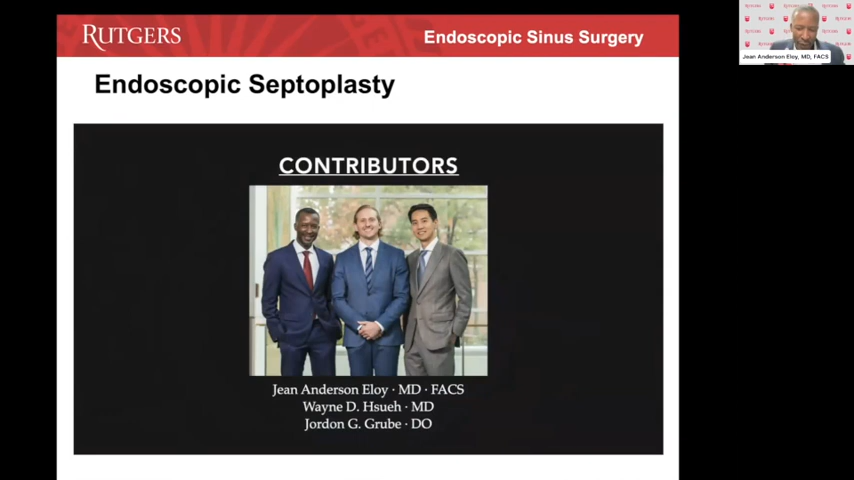 RUTGERS
Endoscopic Sinus Surgery
Jean Anderson Eloy, MD, FACS
Endoscopic Septoplasty
CONTRIBUTORS
Jean Anderson Eloy · MD · FACS
Wayne D. Hsueh · MD
Jordon G. Grube · DO